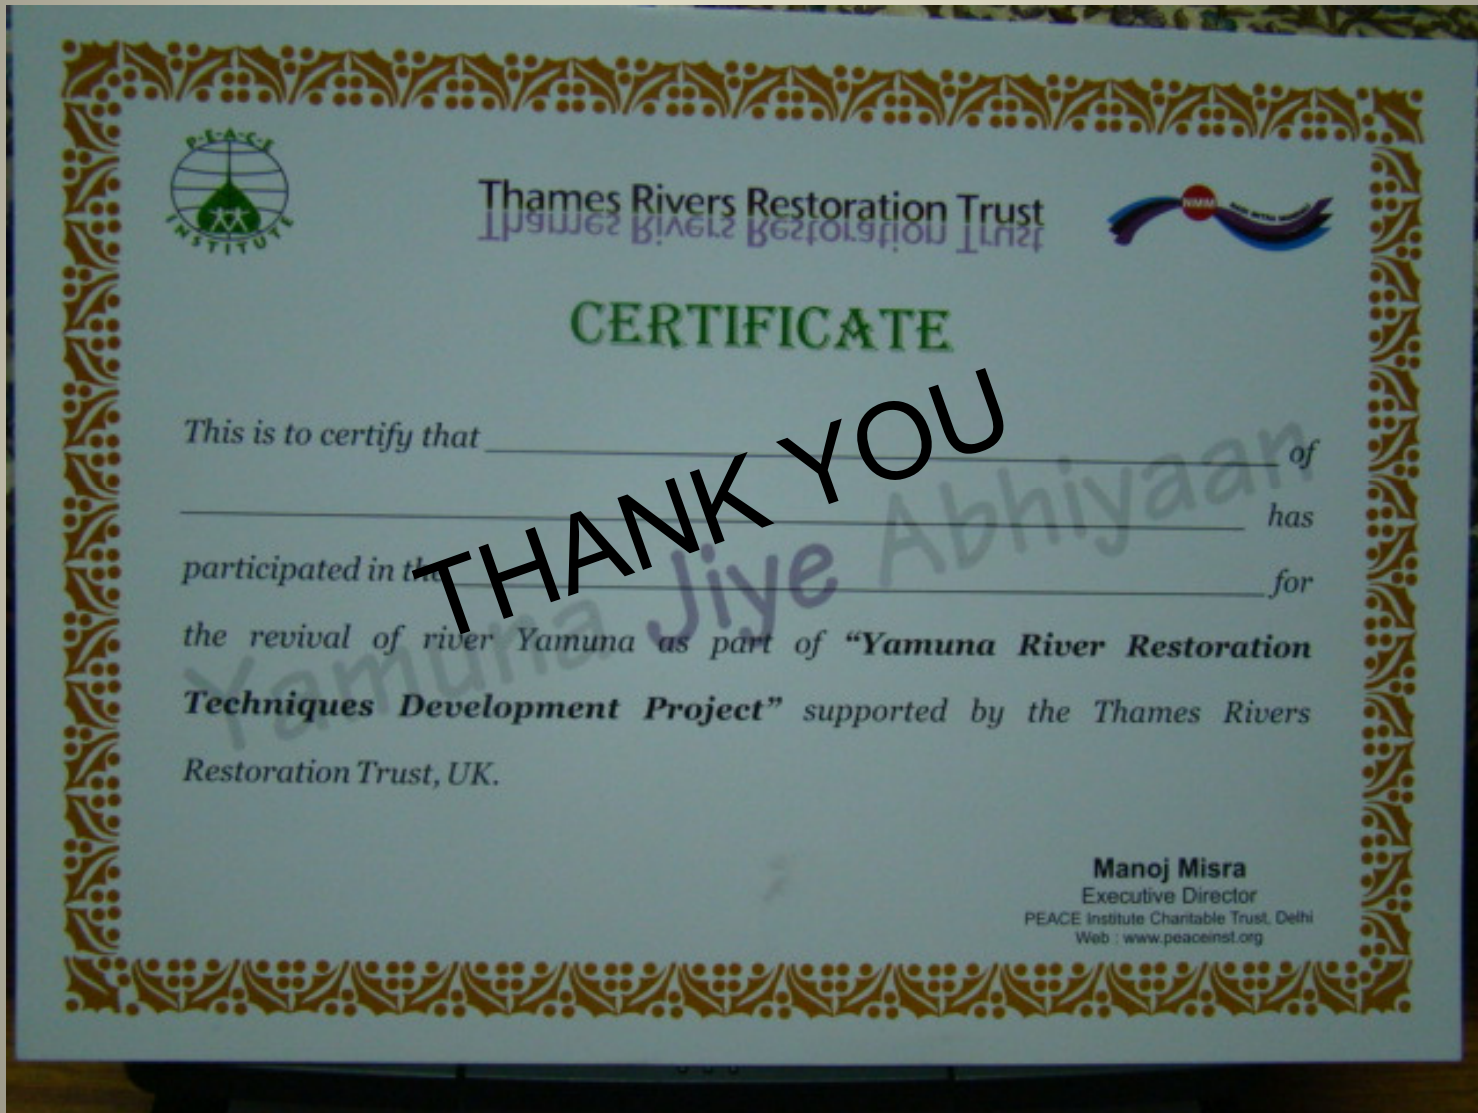 P-E-A-C-E
INSTITUTE
Thames Rivers Restoration Trust
NMM
CERTIFICATE
This is to certify that of
has
participated in the for
the revival of river Yamuna as part of “Yamuna River Restoration
Techniques Development Project” supported by the Thames Rivers
Restoration Trust, UK.
THANK YOU
Yamuna Jiye Abhiyaan
Manoj Misra
Executive Director
PEACE Institute Charitable Trust, Delhi
Web : www.peaceinst.org